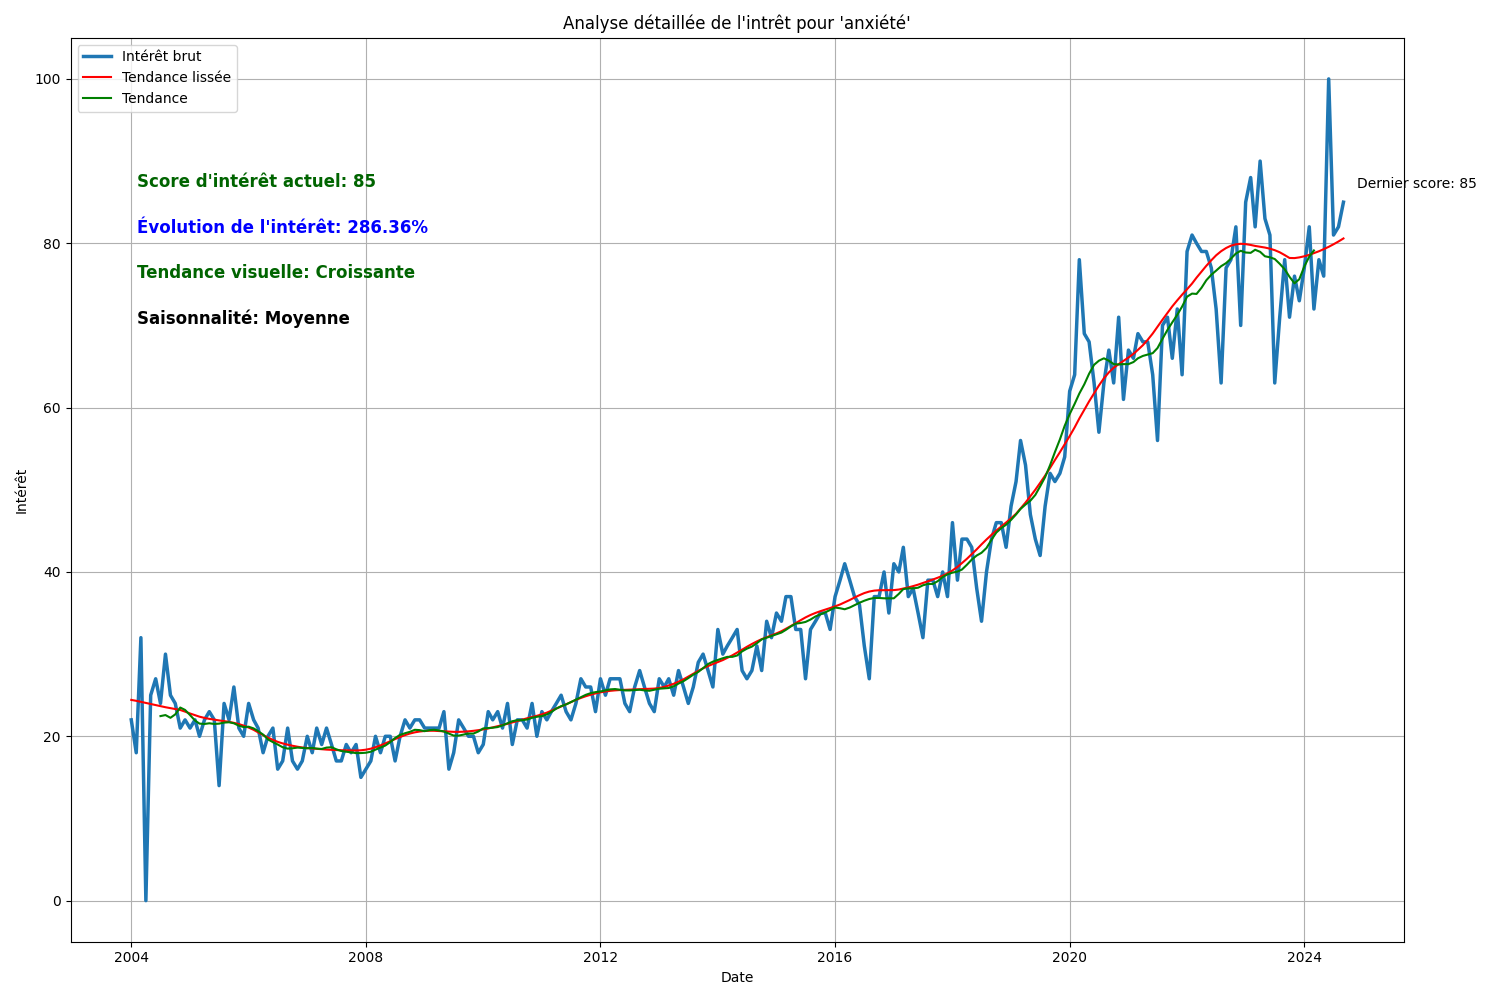 Analyse détaillée de l'intrêt pour 'anxiété'
Intérêt brut
Tendance lissée
Tendance
100
80
60
40
20
0
Intérêt
Score d'intérêt actuel: 85
Évolution de l'intérêt: 286.36%
Tendance visuelle: Croissante
Saisonnalité: Moyenne
Dernier score: 85
2004
2008
2012
2016
2020
2024
Date